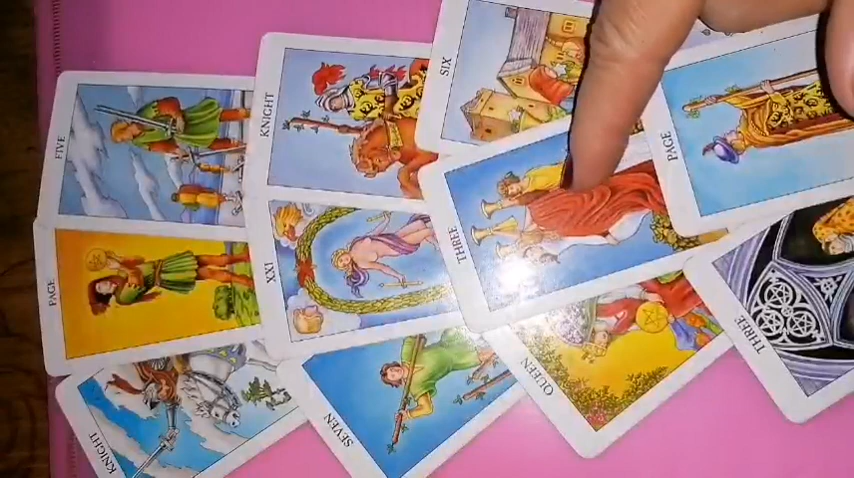 FIVE
KNIGHT
SIX
PAGE
PAGE
XXI
THREE
THREE
KNIGHT
SEVEN
QUEEN